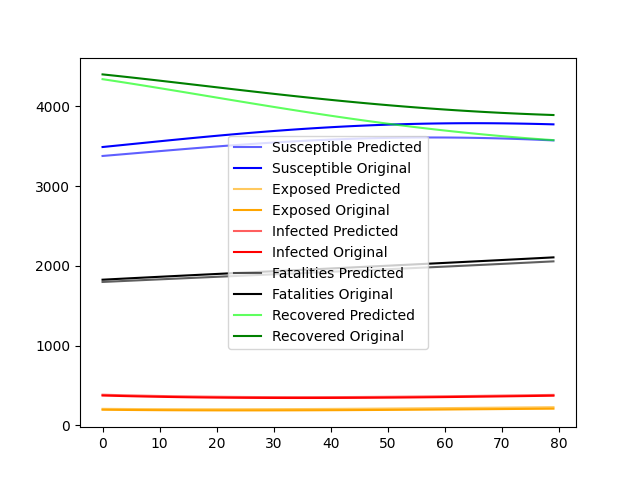 4000
3000
2000
1000
0
Susceptible Predicted
Susceptible Original
Exposed Predicted
Exposed Original
Infected Predicted
Infected Original
Fatalities Predicted
Fatalities Original
Recovered Predicted
Recovered Original
0 10 20 30 40 50 60 70 80